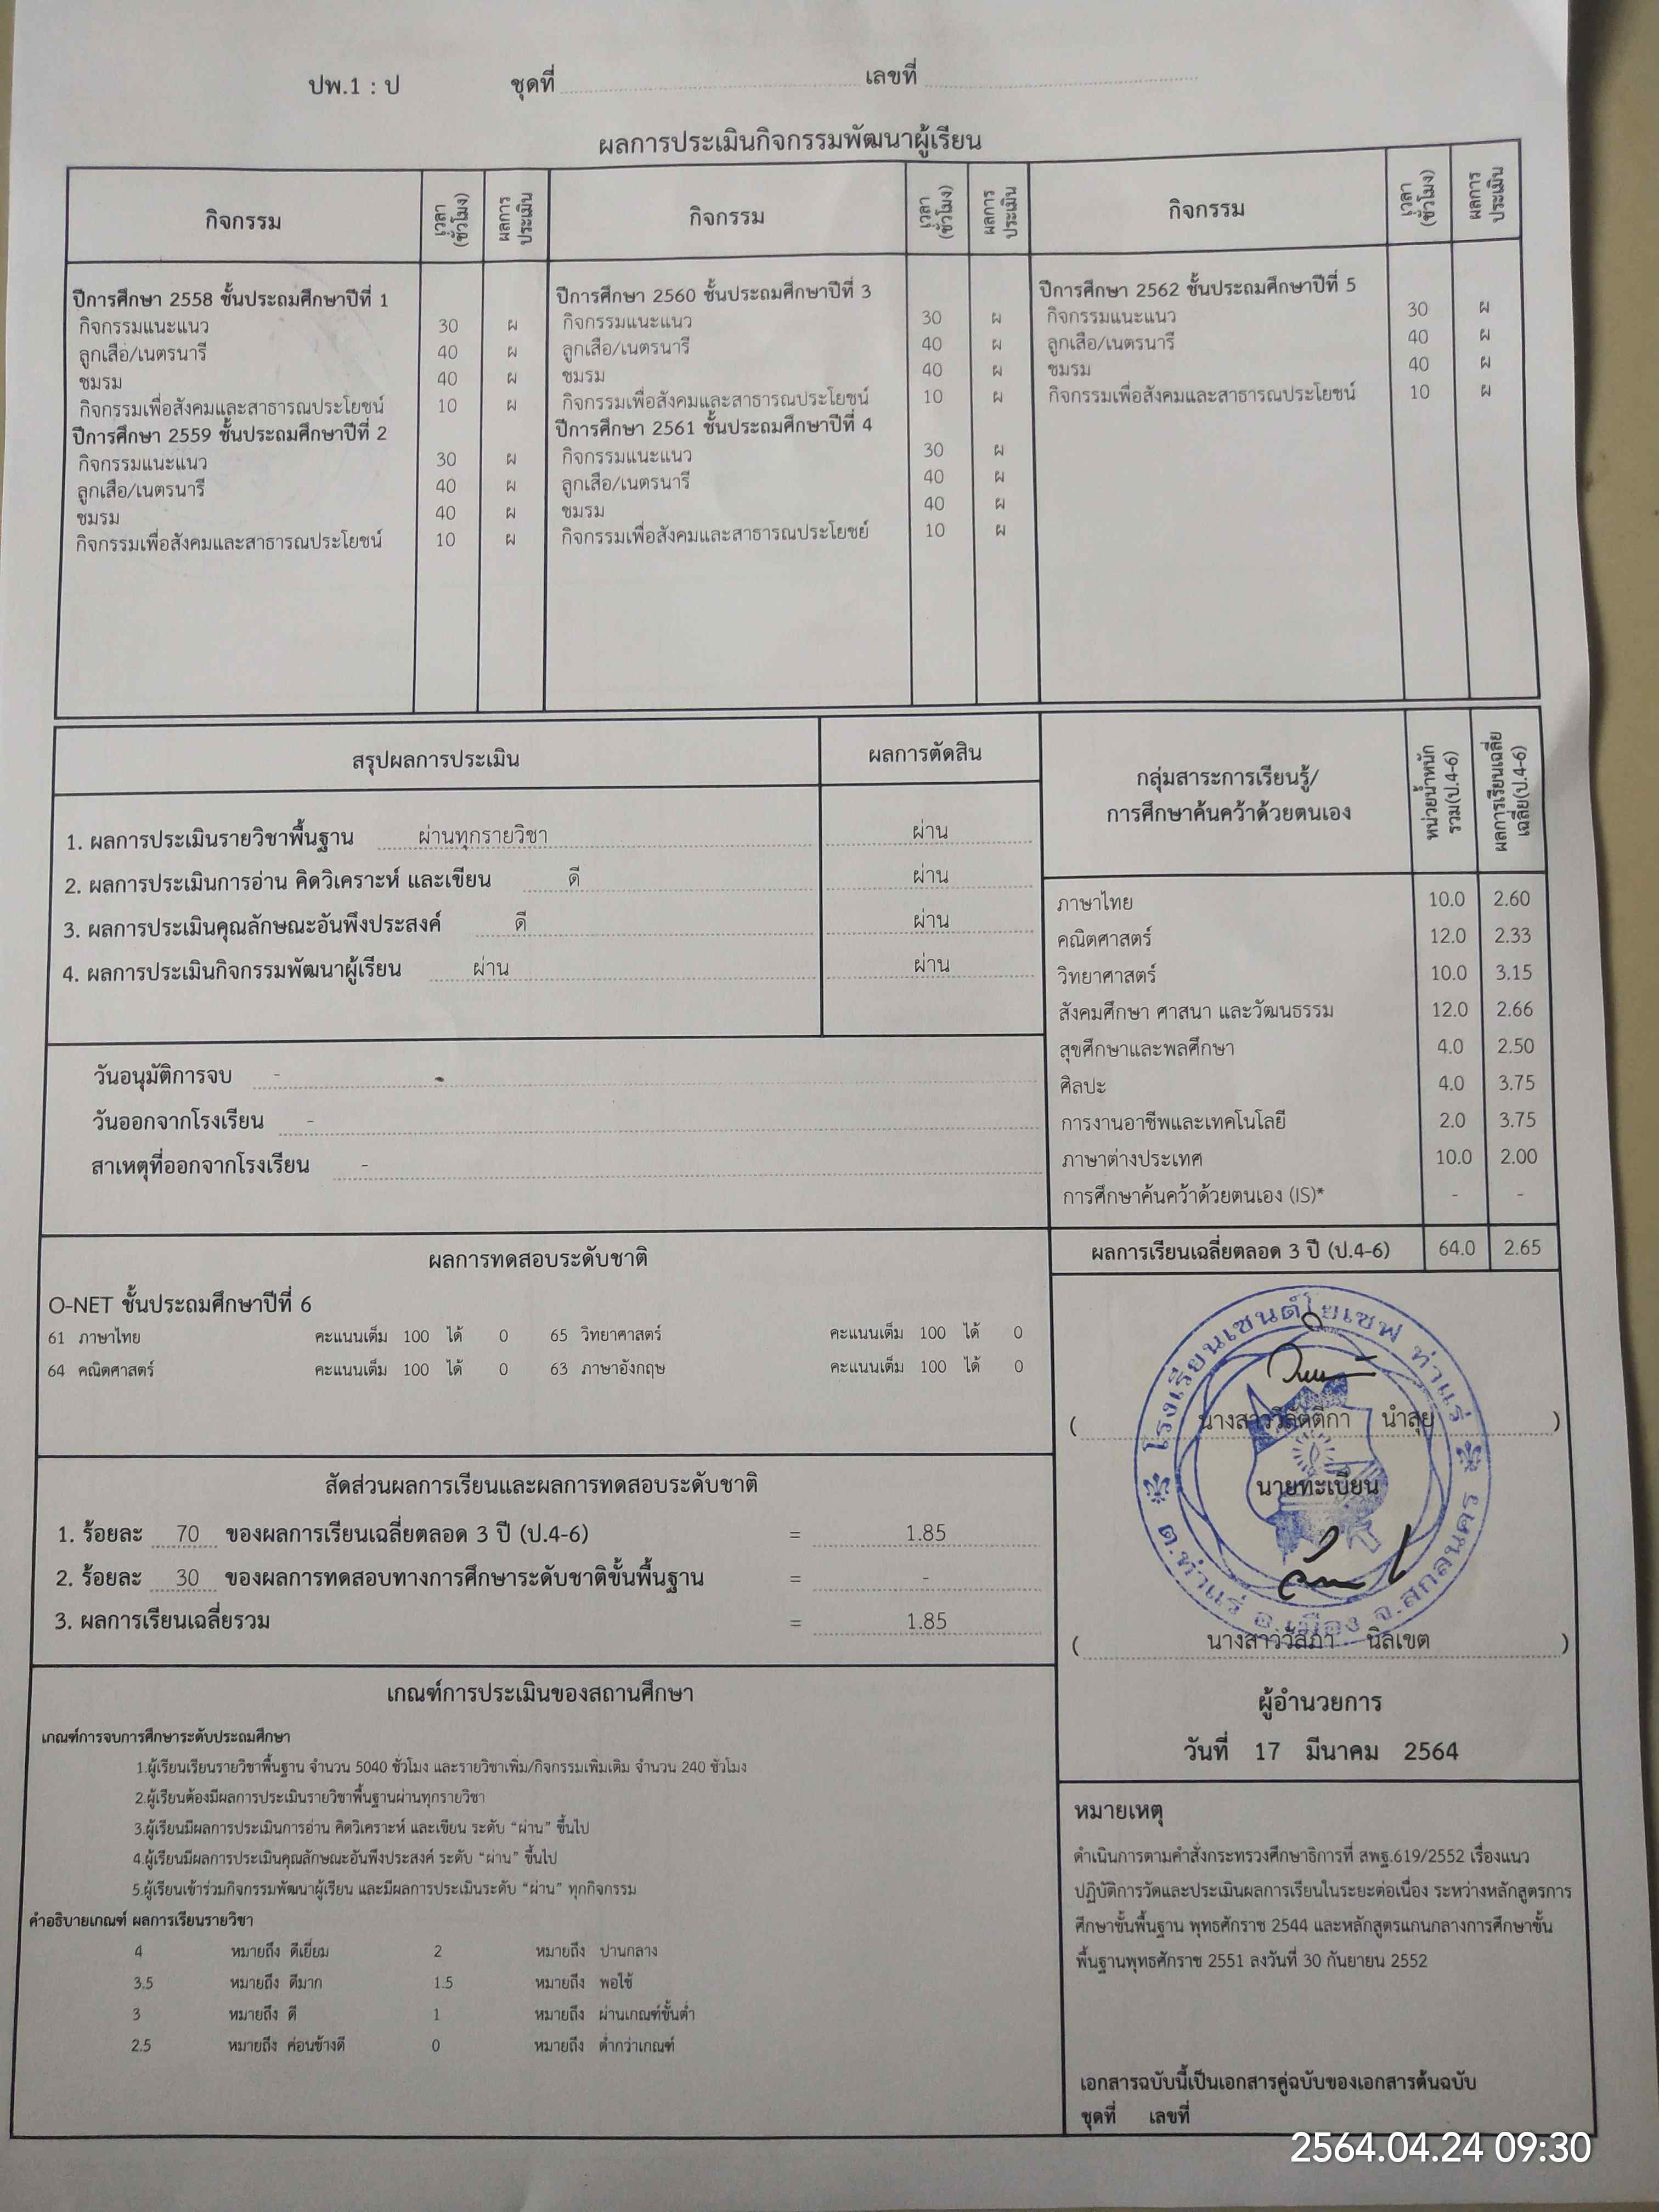 ปพ.1 : ป ชุดที่ เลขที่
ผลการประเมินกิจกรรมพัฒนาผู้เรียน
กิจกรรม เวลา (ชั่วโมง) ผลการประเมิน กิจกรรม เวลา (ชั่วโมง) ผลการประเมิน กิจกรรม เวลา (ชั่วโมง) ผลการประเมิน
ปีการศึกษา 2558 ชั้นประถมศึกษาปีที่ 1
กิจกรรมแนะแนว 30 ผ
ลูกเสือ/เนตรนารี 40 ผ
ชมรม 40 ผ
กิจกรรมเพื่อสังคมและสาธารณประโยชน์ 10 ผ
ปีการศึกษา 2559 ชั้นประถมศึกษาปีที่ 2
กิจกรรมแนะแนว 30 ผ
ลูกเสือ/เนตรนารี 40 ผ
ชมรม 40 ผ
กิจกรรมเพื่อสังคมและสาธารณประโยชน์ 10 ผ
ปีการศึกษา 2560 ชั้นประถมศึกษาปีที่ 3
กิจกรรมแนะแนว 30 ผ
ลูกเสือ/เนตรนารี 40 ผ
ชมรม 40 ผ
กิจกรรมเพื่อสังคมและสาธารณประโยชน์ 10 ผ
ปีการศึกษา 2561 ชั้นประถมศึกษาปีที่ 4
กิจกรรมแนะแนว 30 ผ
ลูกเสือ/เนตรนารี 40 ผ
ชมรม 40 ผ
กิจกรรมเพื่อสังคมและสาธารณประโยชย์ 10 ผ
ปีการศึกษา 2562 ชั้นประถมศึกษาปีที่ 5
กิจกรรมแนะแนว 30 ผ
ลูกเสือ/เนตรนารี 40 ผ
ชมรม 40 ผ
กิจกรรมเพื่อสังคมและสาธารณประโยชน์ 10 ผ
สรุปผลการประเมิน ผลการตัดสิน
1. ผลการประเมินรายวิชาพื้นฐาน ผ่านทุกรายวิชา ผ่าน
2. ผลการประเมินการอ่าน คิดวิเคราะห์ และเขียน ดี ผ่าน
3. ผลการประเมินคุณลักษณะอันพึงประสงค์ ดี ผ่าน
4. ผลการประเมินกิจกรรมพัฒนาผู้เรียน ผ่าน ผ่าน
วันอนุมัติการจบ -
วันออกจากโรงเรียน -
สาเหตุที่ออกจากโรงเรียน -
กลุ่มสาระการเรียนรู้/
การศึกษาค้นคว้าด้วยตนเอง
หน่วยน้ำหนัก
รวม(ป.4-6)
ผลการเรียนเฉลี่ย
เฉลี่ย(ป.4-6)
ภาษาไทย 10.0 2.60
คณิตศาสตร์ 12.0 2.33
วิทยาศาสตร์ 10.0 3.15
สังคมศึกษา ศาสนา และวัฒนธรรม 12.0 2.66
สุขศึกษาและพลศึกษา 4.0 2.50
ศิลปะ 4.0 3.75
การงานอาชีพและเทคโนโลยี 2.0 3.75
ภาษาต่างประเทศ 10.0 2.00
การศึกษาค้นคว้าด้วยตนเอง (IS)* - -
ผลการเรียนเฉลี่ยตลอด 3 ปี (ป.4-6) 64.0 2.65
ผลการทดสอบระดับชาติ
O-NET ชั้นประถมศึกษาปีที่ 6
61 ภาษาไทย คะแนนเต็ม 100 ได้ 0 65 วิทยาศาสตร์ คะแนนเต็ม 100 ได้ 0
64 คณิตศาสตร์ คะแนนเต็ม 100 ได้ 0 63 ภาษาอังกฤษ คะแนนเต็ม 100 ได้ 0
สัดส่วนผลการเรียนและผลการทดสอบระดับชาติ
1. ร้อยละ 70 ของผลการเรียนเฉลี่ยตลอด 3 ปี (ป.4-6) = 1.85
2. ร้อยละ 30 ของผลการทดสอบทางการศึกษาระดับชาติขั้นพื้นฐาน = -
3. ผลการเรียนเฉลี่ยรวม = 1.85
เกณฑ์การประเมินของสถานศึกษา
เกณฑ์การจบการศึกษาระดับประถมศึกษา
1.ผู้เรียนเรียนรายวิชาพื้นฐาน จำนวน 5040 ชั่วโมง และรายวิชาเพิ่ม/กิจกรรมเพิ่มเติม จำนวน 240 ชั่วโมง
2.ผู้เรียนต้องมีผลการประเมินรายวิชาพื้นฐานผ่านทุกรายวิชา
3.ผู้เรียนมีผลการประเมินการอ่าน คิดวิเคราะห์ และเขียน ระดับ “ผ่าน” ขึ้นไป
4.ผู้เรียนมีผลการประเมินคุณลักษณะอันพึงประสงค์ ระดับ “ผ่าน” ขึ้นไป
5.ผู้เรียนเข้าร่วมกิจกรรมพัฒนาผู้เรียน และมีผลการประเมินระดับ “ผ่าน” ทุกกิจกรรม
คำอธิบายเกณฑ์ ผลการเรียนรายวิชา
4 หมายถึง ดีเยี่ยม 2 หมายถึง ปานกลาง
3.5 หมายถึง ดีมาก 1.5 หมายถึง พอใช้
3 หมายถึง ดี 1 หมายถึง ผ่านเกณฑ์ขั้นต่ำ
2.5 หมายถึง ค่อนข้างดี 0 หมายถึง ต่ำกว่าเกณฑ์
โรงเรียนเซนต์โยเซฟ ท่าแร่
ต.ท่าแร่ อ.เมือง จ.สกลนคร
( นำสุย )
นายทะเบียน
( นางสาววัสภา นิลเขต )
ผู้อำนวยการ
วันที่ 17 มีนาคม 2564
หมายเหตุ
ดำเนินการตามคำสั่งกระทรวงศึกษาธิการที่ สพฐ.619/2552 เรื่องแนว
ปฏิบัติการวัดและประเมินผลการเรียนในระยะต่อเนื่อง ระหว่างหลักสูตรการ
ศึกษาขั้นพื้นฐาน พุทธศักราช 2544 และหลักสูตรแกนกลางการศึกษาขั้น
พื้นฐานพุทธศักราช 2551 ลงวันที่ 30 กันยายน 2552
เอกสารฉบับนี้เป็นเอกสารคู่ฉบับของเอกสารต้นฉบับ
ชุดที่ เลขที่
2564.04.24 09:30